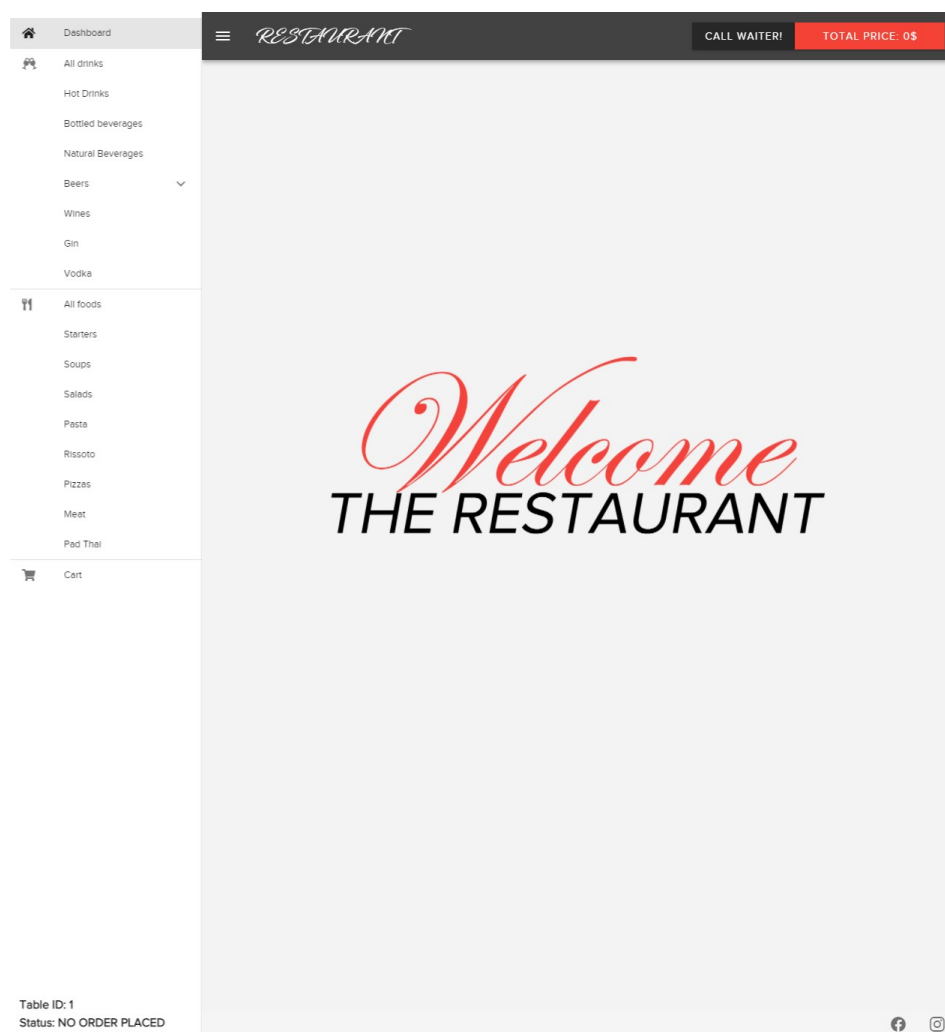 Dashboard
All drinks
Hot Drinks
Bottled beverages
Natural Beverages
Beers
Wines
Gin
Vodka
All foods
Starters
Soups
Salads
Pasta
Rissoto
Pizzas
Meat
Pad Thai
Cart
Table ID: 1
Status: NO ORDER PLACED
RESTAURANT
CALL WAITER!
TOTAL PRICE: 0$
Welcome
THE RESTAURANT